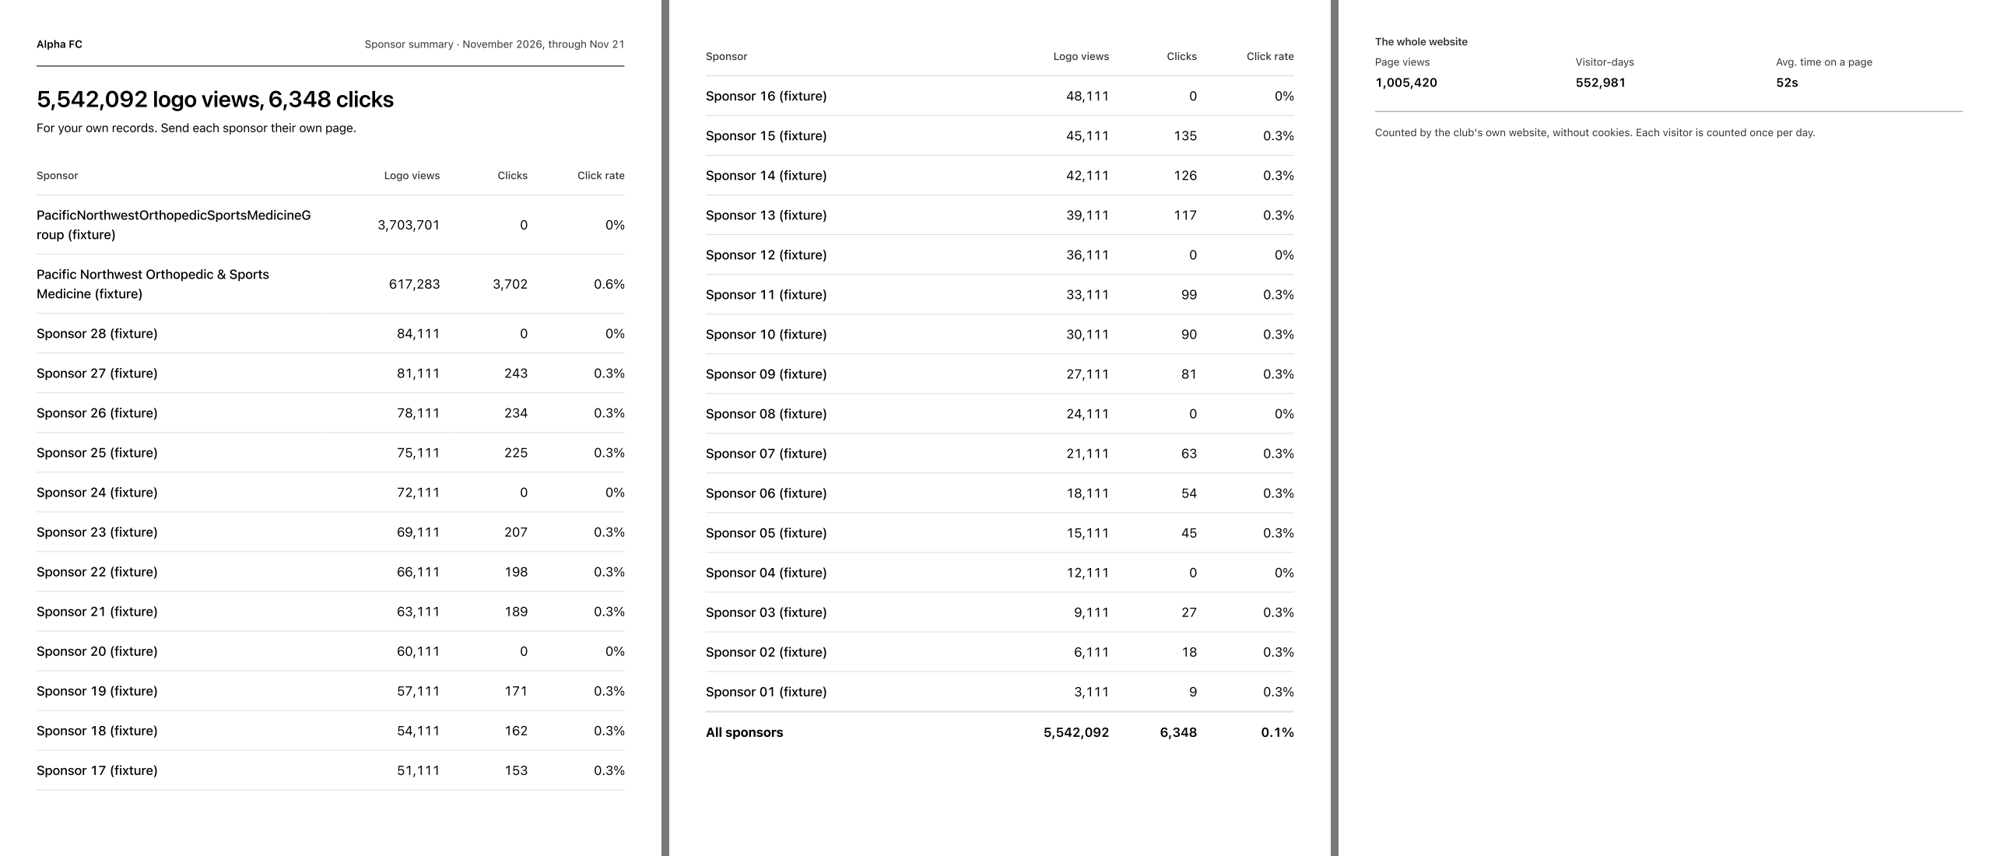 Alpha FC Sponsor summary · November 2026, through Nov 21
5,542,092 logo views, 6,348 clicks
For your own records. Send each sponsor their own page.
Sponsor Logo views Clicks Click rate
PacificNorthwestOrthopedicSportsMedicineG
roup (fixture) 3,703,701 0 0%
Pacific Northwest Orthopedic & Sports
Medicine (fixture) 617,283 3,702 0.6%
Sponsor 28 (fixture) 84,111 0 0%
Sponsor 27 (fixture) 81,111 243 0.3%
Sponsor 26 (fixture) 78,111 234 0.3%
Sponsor 25 (fixture) 75,111 225 0.3%
Sponsor 24 (fixture) 72,111 0 0%
Sponsor 23 (fixture) 69,111 207 0.3%
Sponsor 22 (fixture) 66,111 198 0.3%
Sponsor 21 (fixture) 63,111 189 0.3%
Sponsor 20 (fixture) 60,111 0 0%
Sponsor 19 (fixture) 57,111 171 0.3%
Sponsor 18 (fixture) 54,111 162 0.3%
Sponsor 17 (fixture) 51,111 153 0.3%
Sponsor Logo views Clicks Click rate
Sponsor 16 (fixture) 48,111 0 0%
Sponsor 15 (fixture) 45,111 135 0.3%
Sponsor 14 (fixture) 42,111 126 0.3%
Sponsor 13 (fixture) 39,111 117 0.3%
Sponsor 12 (fixture) 36,111 0 0%
Sponsor 11 (fixture) 33,111 99 0.3%
Sponsor 10 (fixture) 30,111 90 0.3%
Sponsor 09 (fixture) 27,111 81 0.3%
Sponsor 08 (fixture) 24,111 0 0%
Sponsor 07 (fixture) 21,111 63 0.3%
Sponsor 06 (fixture) 18,111 54 0.3%
Sponsor 05 (fixture) 15,111 45 0.3%
Sponsor 04 (fixture) 12,111 0 0%
Sponsor 03 (fixture) 9,111 27 0.3%
Sponsor 02 (fixture) 6,111 18 0.3%
Sponsor 01 (fixture) 3,111 9 0.3%
All sponsors 5,542,092 6,348 0.1%
The whole website
Page views Visitor-days Avg. time on a page
1,005,420 552,981 52s
Counted by the club's own website, without cookies. Each visitor is counted once per day.